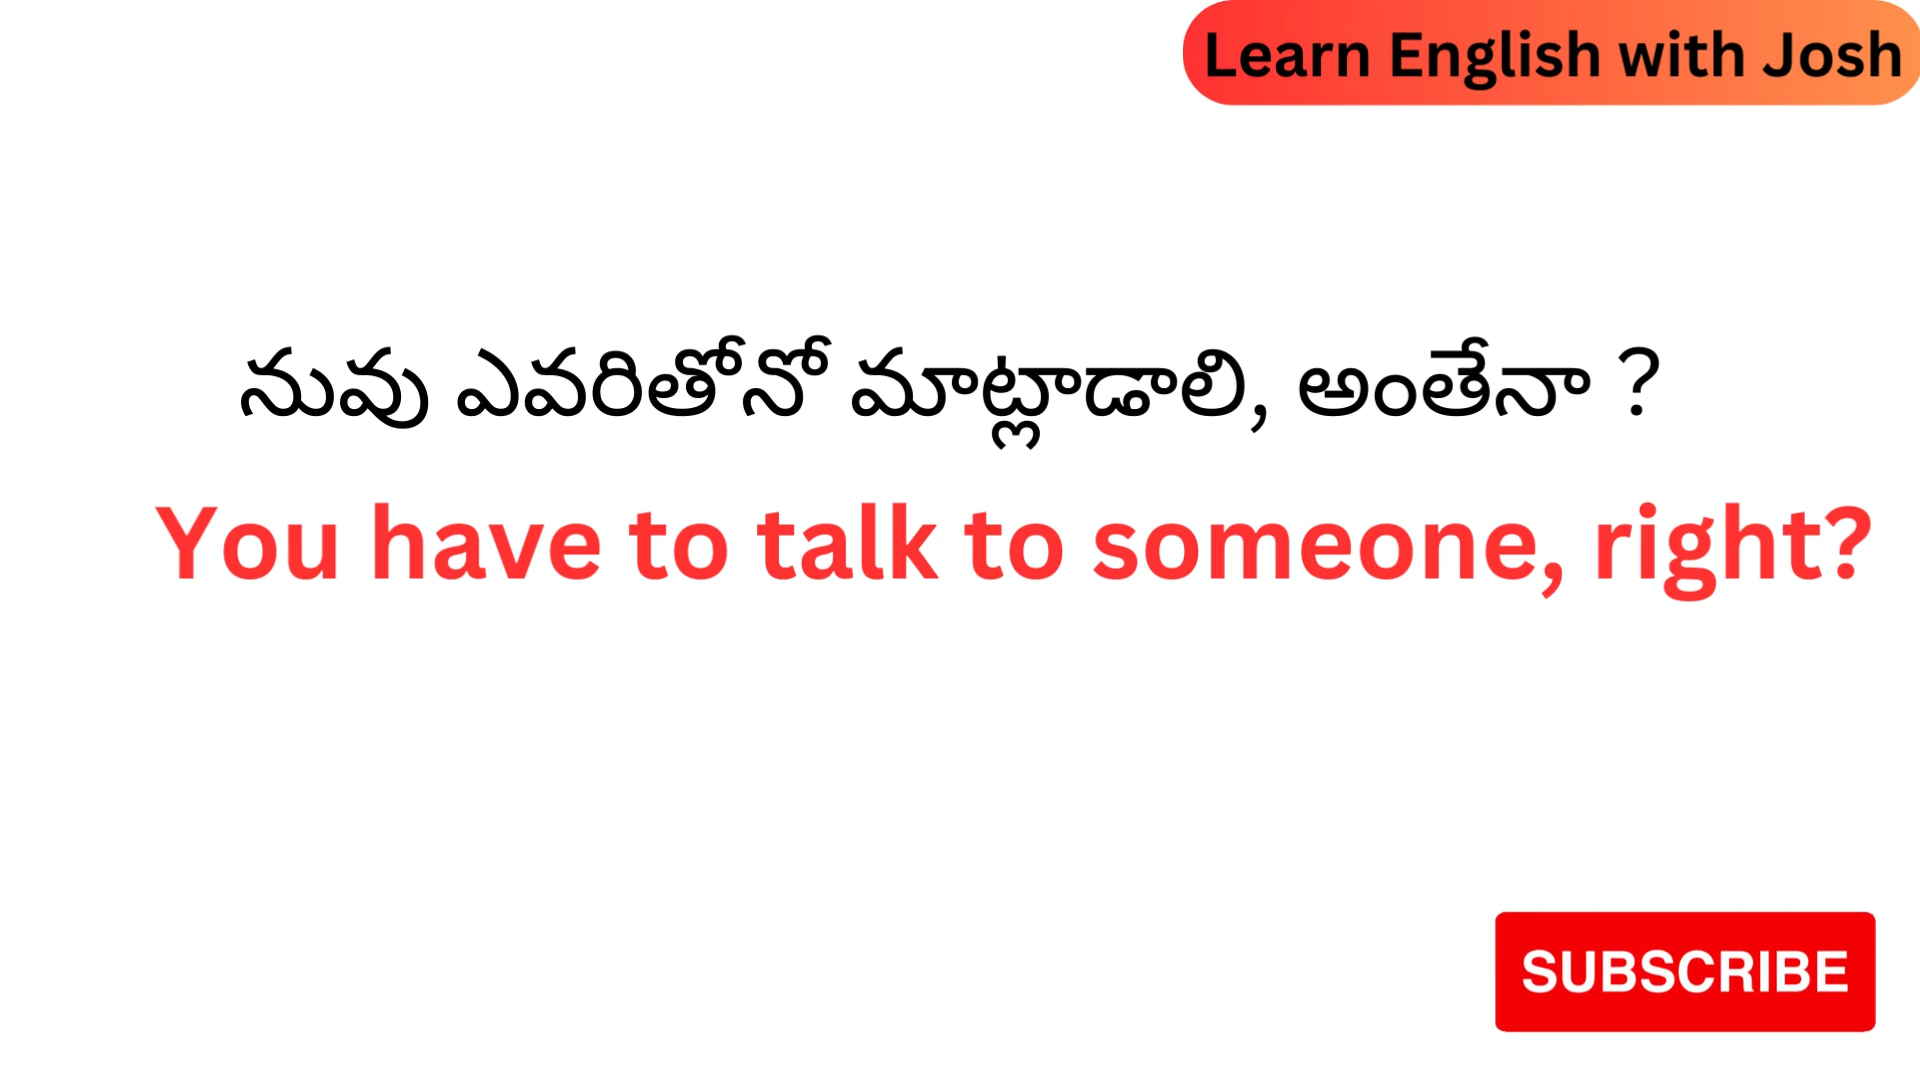 Learn English with Josh
నువు ఎవరితోనో మాట్లాడాలి, అంతేనా ?
You have to talk to someone, right?
SUBSCRIBE